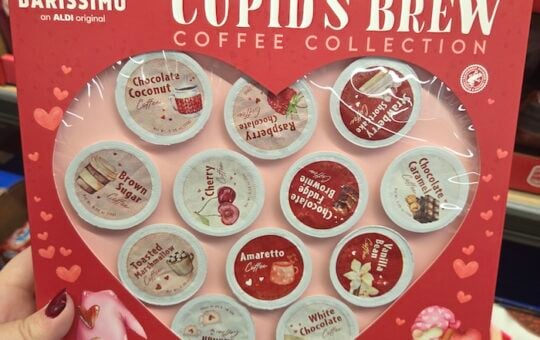 BARISSIMO
an ALDI original
CUPID'S BREW
COFFEE COLLECTION
Chocolate
Coconut
Coffee
Raspberry
Chocolate
Strawberry
Shortcake
Brown
Sugar
Coffee
Cherry
Coffee
Chocolate
Fudge
Brownie
Chocolate
Caramel
Coffee
Toasted
Marshmallow
Coffee
Amaretto
Coffee
Vanilla
Bean
Coffee
White
Chocolate
Coffee